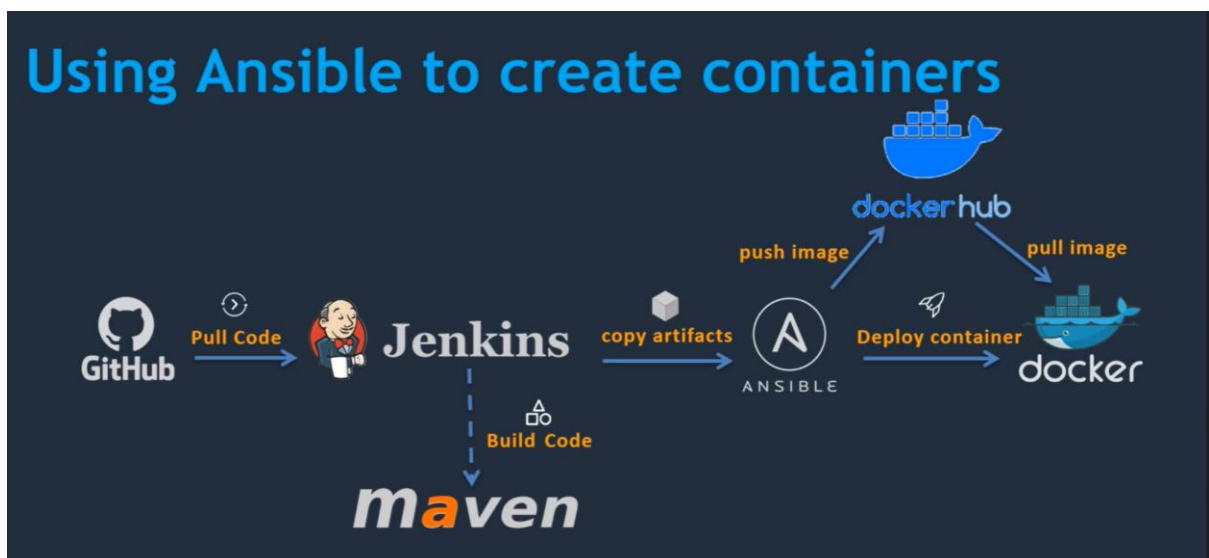 Using Ansible to create containers
dockerhub
push image
pull image
GitHub
Pull Code
Jenkins
copy artifacts
ANSIBLE
Deploy container
docker
Build Code
maven